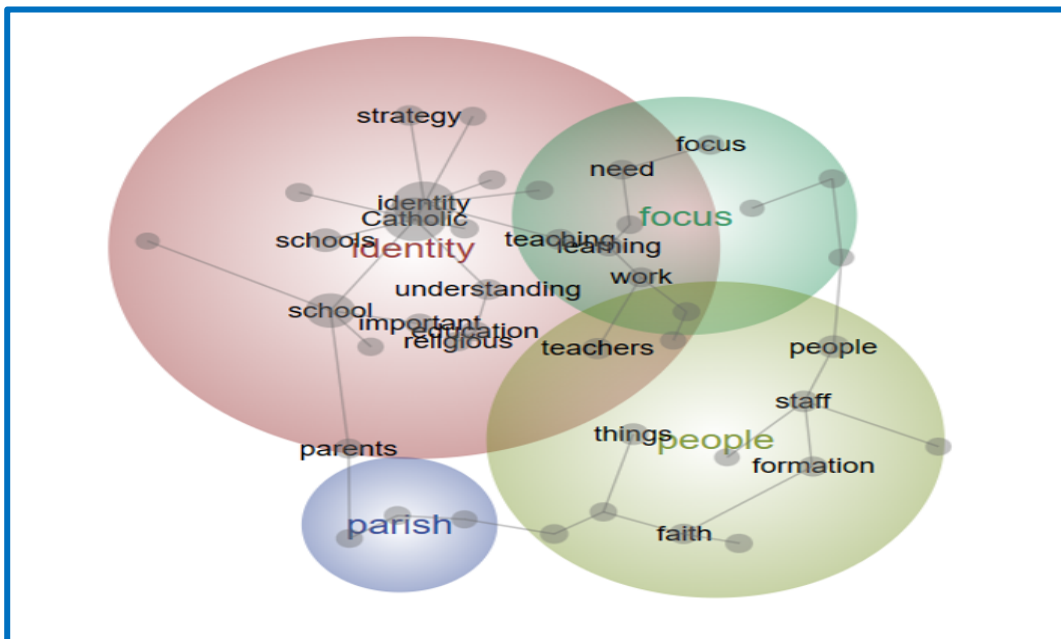 strategy
focus
need
identity
Catholic
focus
schools
teaching
identity
learning
work
understanding
school
important
education
religious
teachers
people
staff
parents
things
people
formation
parish
faith